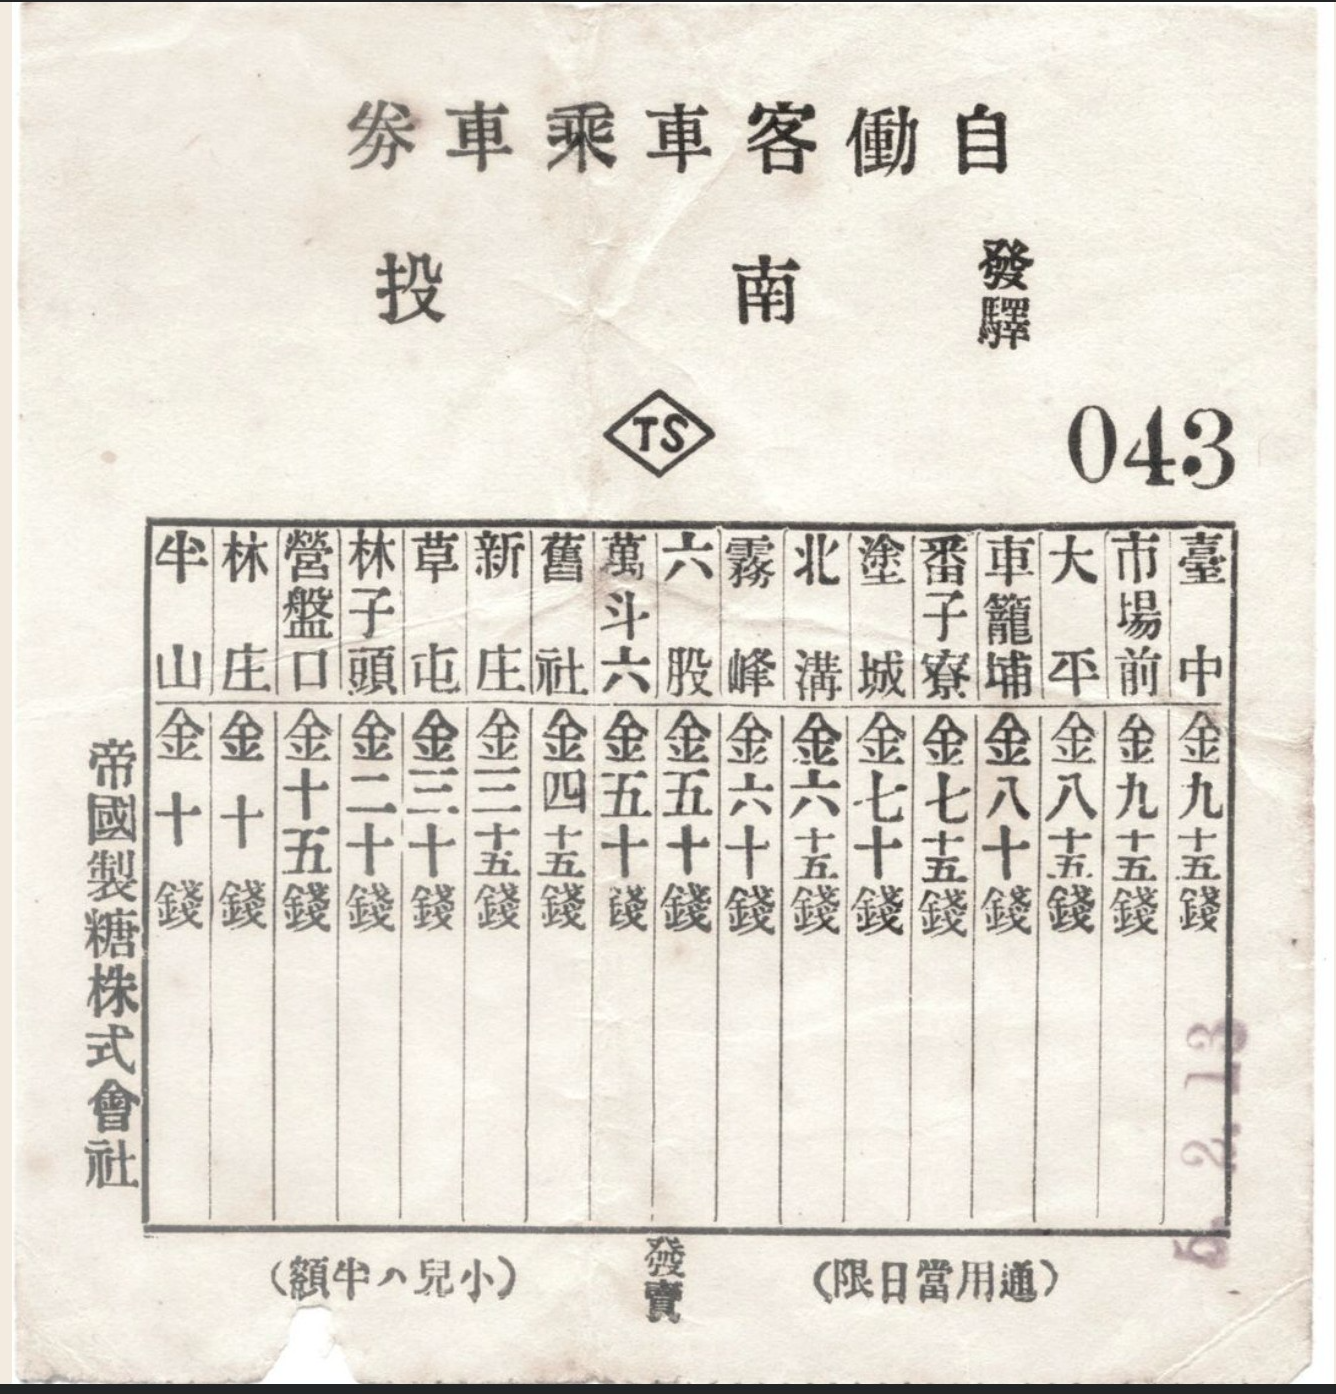 自働客車乘車券
發驛 南投
TS
043
臺中 金九十五錢
市場前 金九十五錢
大平 金八十五錢
車籠埔 金八十錢
番子寮 金七十五錢
塗城 金七十錢
北溝 金六十五錢
霧峰 金六十錢
六股 金五十錢
萬斗六 金五十錢
舊社 金四十五錢
新庄 金三十五錢
草屯 金三十錢
林子頭 金二十錢
營盤口 金十五錢
林庄 金十錢
半山 金十錢
帝國製糖株式會社
5. 2. 13
(通用當日限)
發賣
(小兒ハ半額)